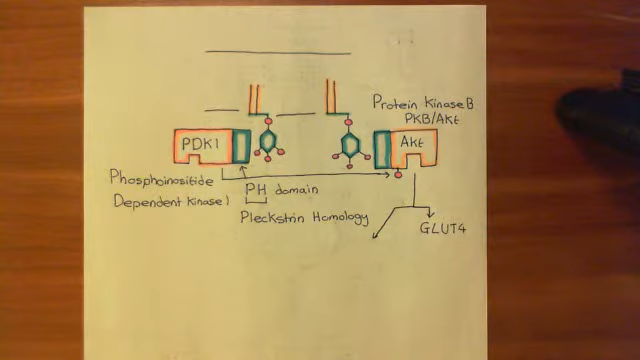 Protein Kinase B
PKB/Akt
PDK1
Akt
Phosphoinositide
Dependent Kinase 1
PH domain
Pleckstrin Homology
GLUT4